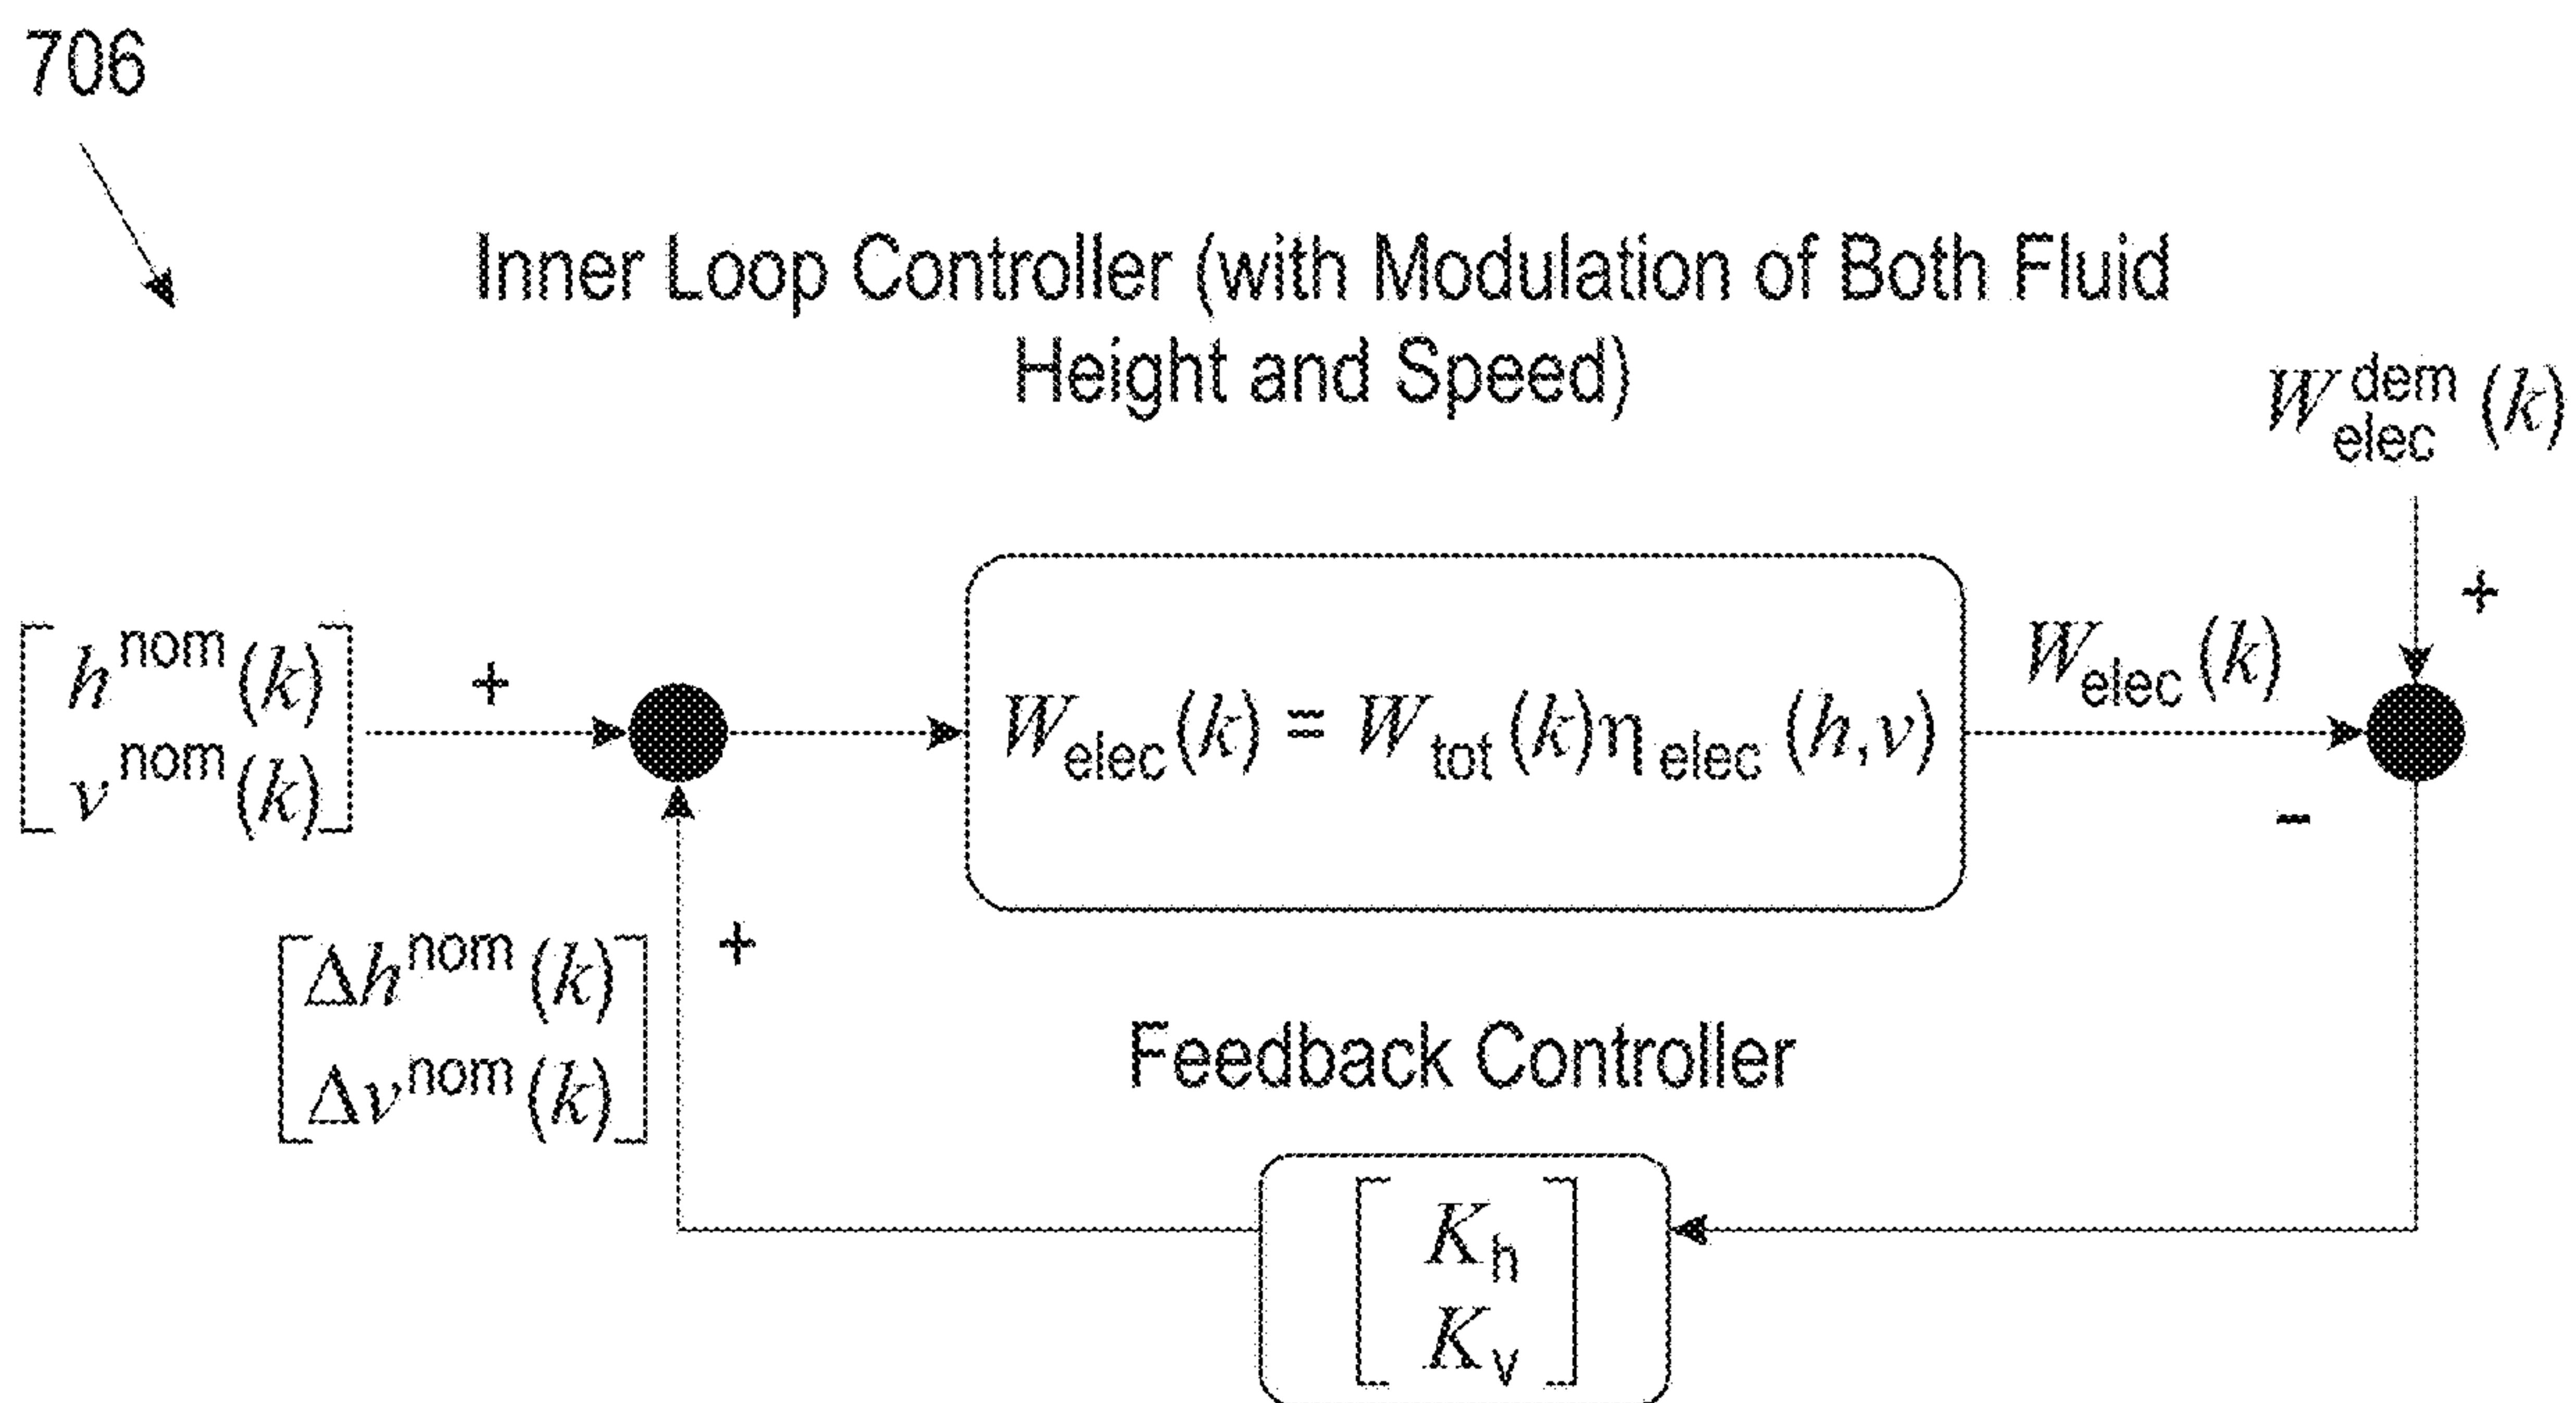 706
Inner Loop Controller (with Modulation of Both Fluid
Height and Speed)
W_elec^dem (k)
+
[ h^nom (k)
v^nom (k) ]
+
W_elec(k) = W_tot (k)η_elec (h,v)
W_elec (k)
−
[ Δh^nom (k)
Δv^nom (k) ]
+
Feedback Controller
[ K_h
K_v ]